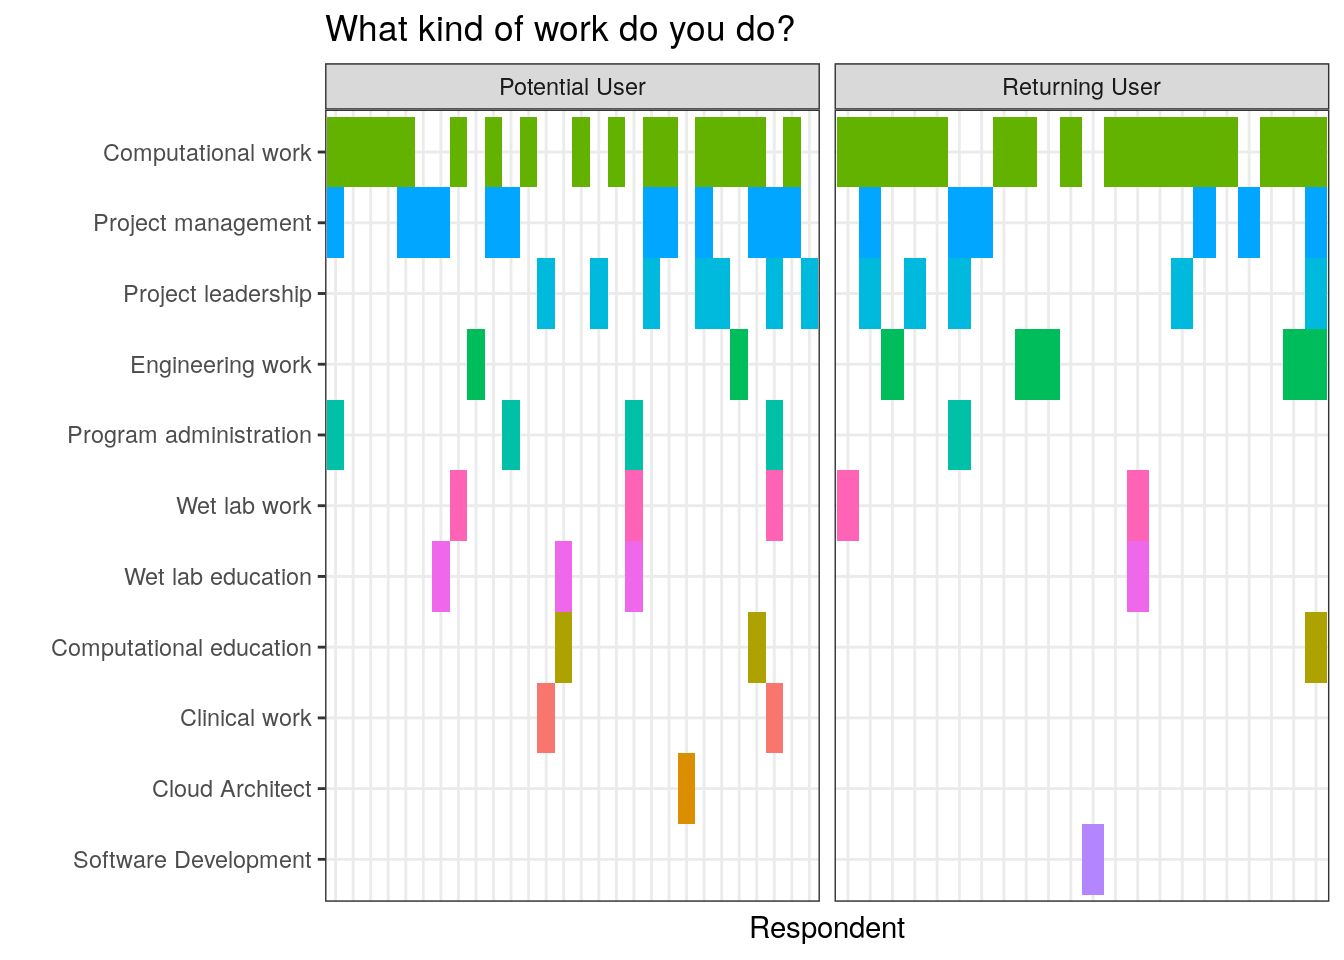 What kind of work do you do?
Potential User
Returning User
Computational work
Project management
Project leadership
Engineering work
Program administration
Wet lab work
Wet lab education
Computational education
Clinical work
Cloud Architect
Software Development
Respondent